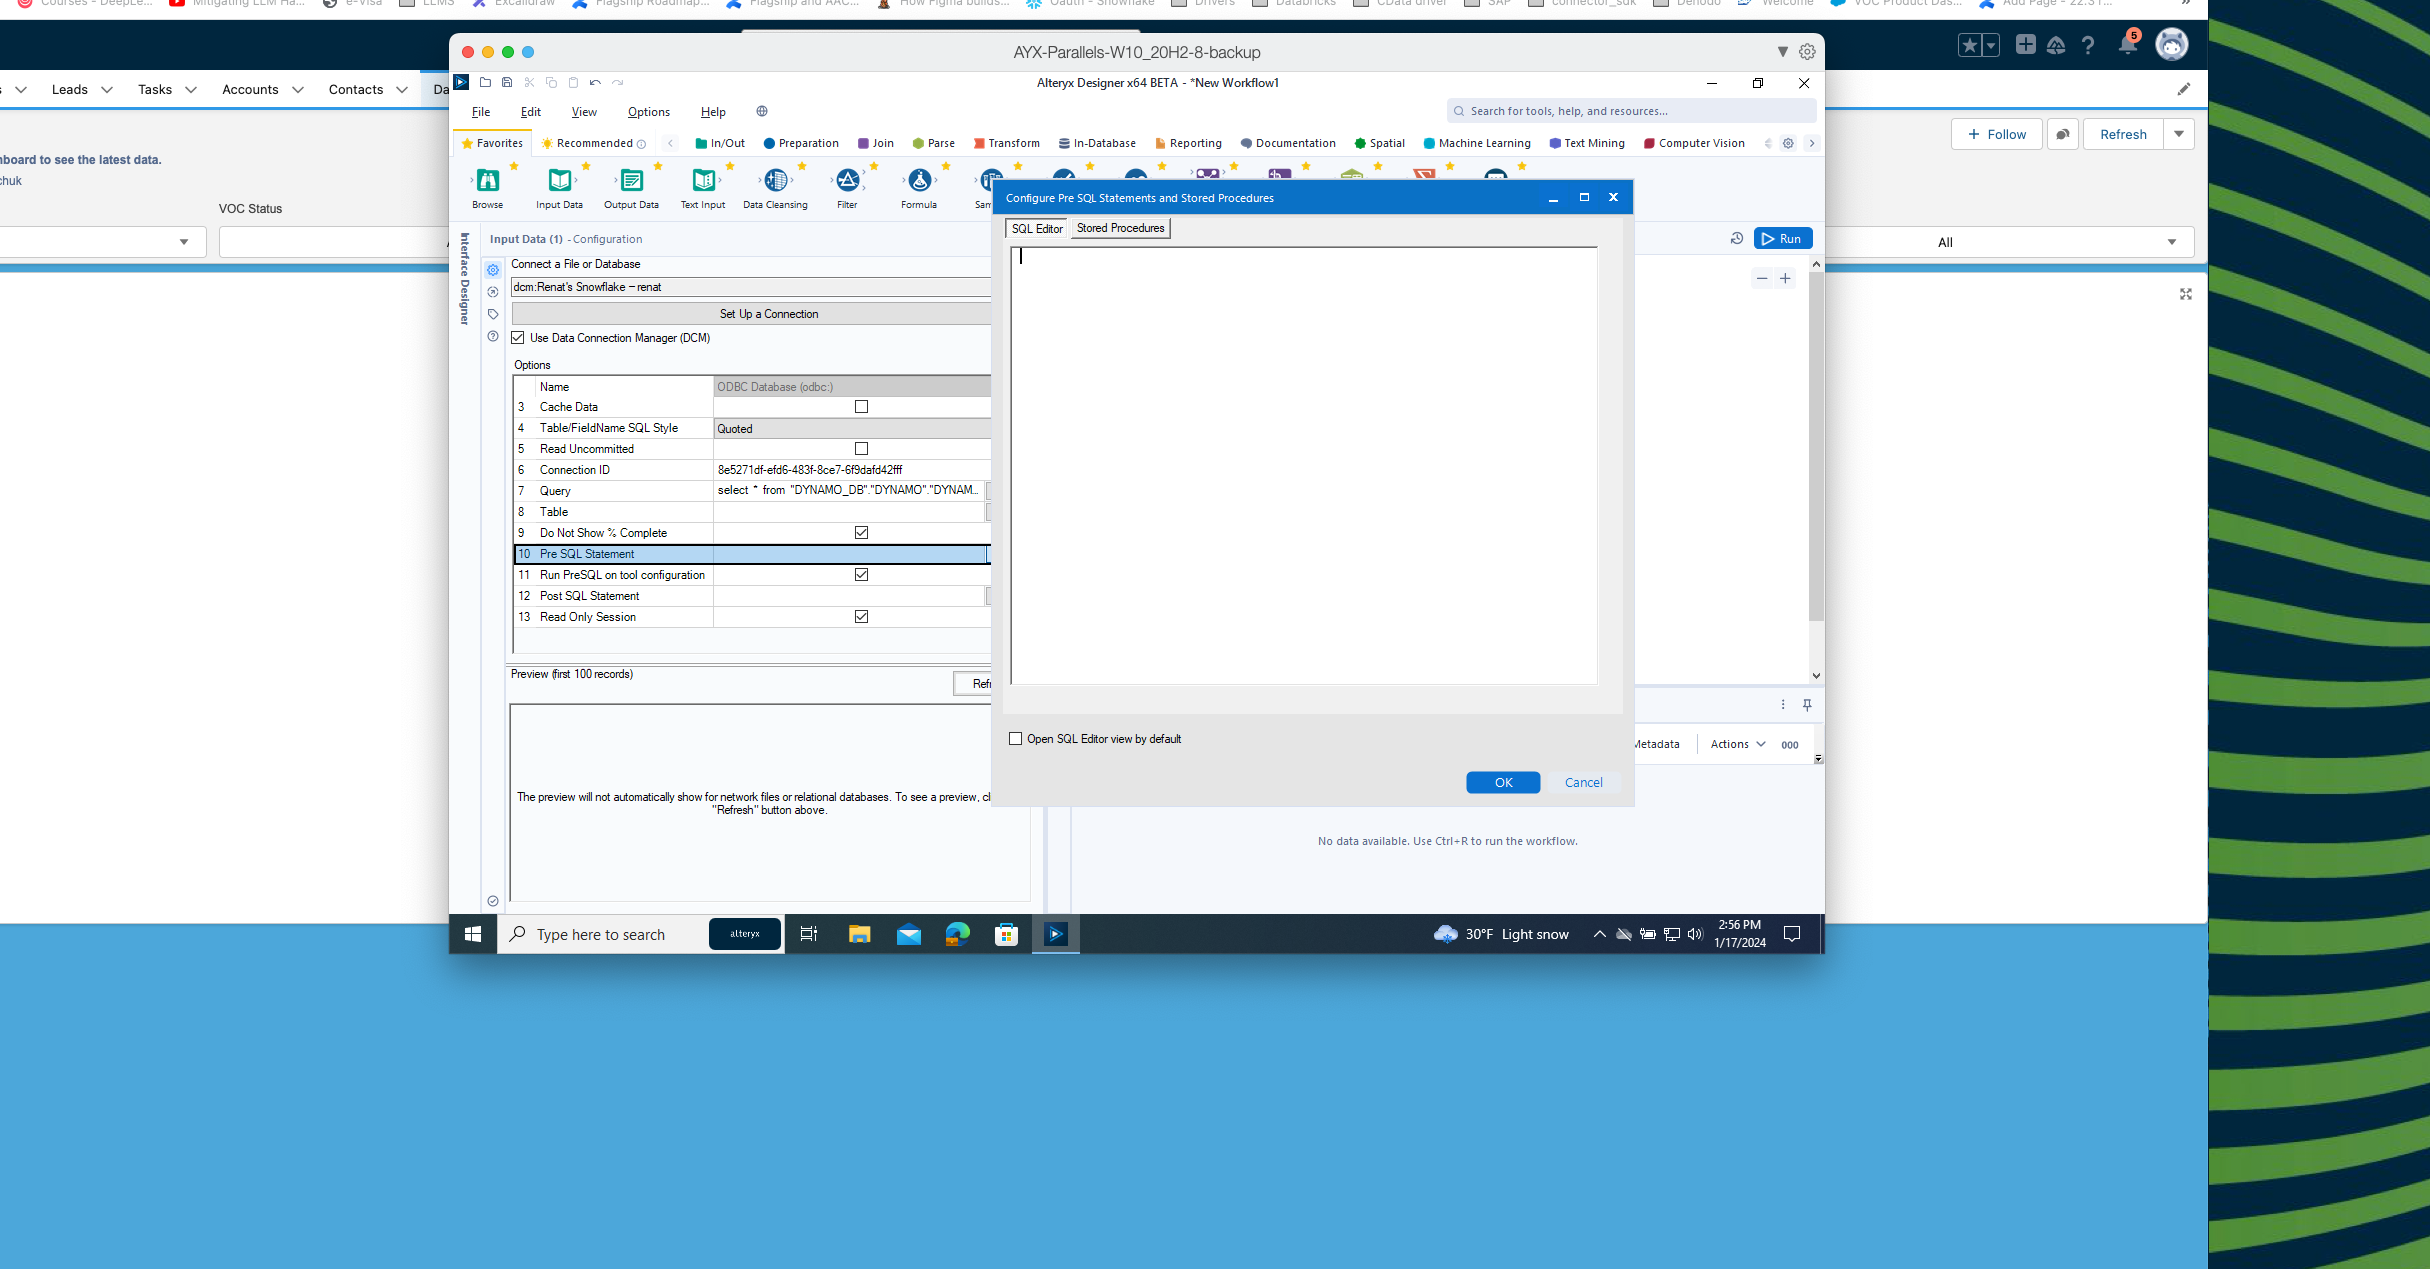 Courses - DeepLe...
Mitigating LLM Ha...
e-Visa
LLMS
Excalidraw
Flagship Roadmap...
Flagship and AAC...
How Figma builds...
Oauth - Snowflake
Drivers
Databricks
CData driver
SAP
connector_sdk
Denodo
Welcome
VOC Product Das...
Add Page - 22.3 I...
»
5
s
Leads
Tasks
Accounts
Contacts
Da
AYX-Parallels-W10_20H2-8-backup
Alteryx Designer x64 BETA - *New Workflow1
File
Edit
View
Options
Help
Search for tools, help, and resources...
Favorites
Recommended
In/Out
Preparation
Join
Parse
Transform
In-Database
Reporting
Documentation
Spatial
Machine Learning
Text Mining
Computer Vision
Browse
Input Data
Output Data
Text Input
Data Cleansing
Filter
Formula
Sam
Follow
Refresh
board to see the latest data.
chuk
VOC Status
All
Interface Designer
Input Data (1) - Configuration
Run
Connect a File or Database
dcm:Renat's Snowflake – renat
Set Up a Connection
Use Data Connection Manager (DCM)
Options
Name ODBC Database (odbc:)
3 Cache Data
4 Table/FieldName SQL Style Quoted
5 Read Uncommitted
6 Connection ID 8e5271df-efd6-483f-8ce7-6f9dafd42fff
7 Query select * from "DYNAMO_DB"."DYNAMO"."DYNAM...
8 Table
9 Do Not Show % Complete
10 Pre SQL Statement
11 Run PreSQL on tool configuration
12 Post SQL Statement
13 Read Only Session
Preview (first 100 records)
Refr
The preview will not automatically show for network files or relational databases. To see a preview, cl
"Refresh" button above.
Configure Pre SQL Statements and Stored Procedures
SQL Editor
Stored Procedures
Open SQL Editor view by default
OK
Cancel
Metadata
Actions
000
No data available. Use Ctrl+R to run the workflow.
Type here to search
alteryx
30°F Light snow
2:56 PM
1/17/2024